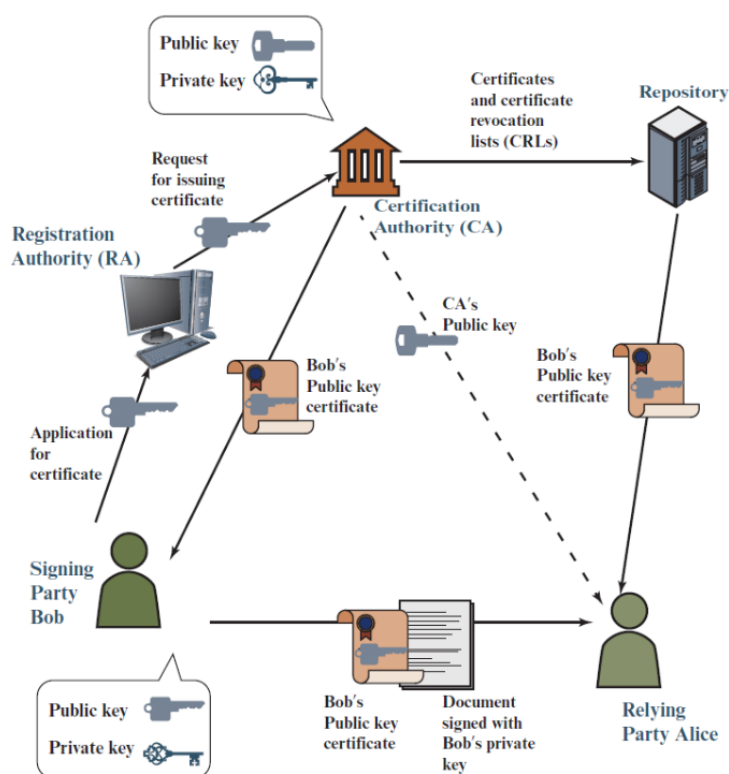 Public key
Private key
Certificates
and certificate
revocation
lists (CRLs)
Repository
Request
for issuing
certificate
Certification
Authority (CA)
Registration
Authority (RA)
CA's
Public key
Bob's
Public key
certificate
Bob's
Public key
certificate
Application
for
certificate
Signing
Party
Bob
Public key
Private key
Bob's
Public key
certificate
Document
signed with
Bob's private
key
Relying
Party Alice